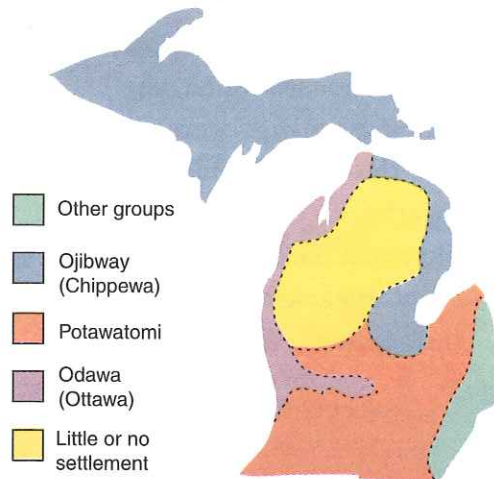 Other groups
Ojibway
(Chippewa)
Potawatomi
Odawa
(Ottawa)
Little or no
settlement